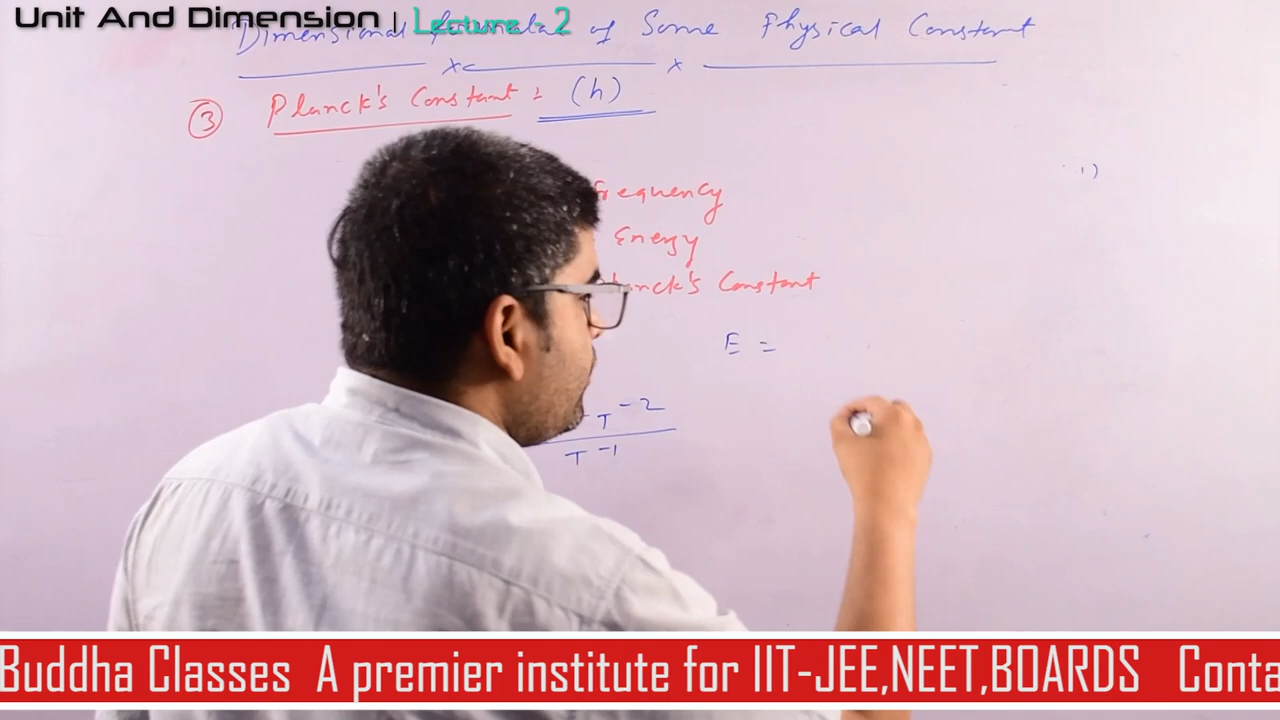 Unit And Dimension | Lecture - 2
Dimensional formula of Some Physical Constant
③ Planck's Constant : (h)
frequency
Energy
Planck's Constant
E =
T⁻²
T⁻¹
Buddha Classes A premier institute for IIT-JEE,NEET,BOARDS Conta